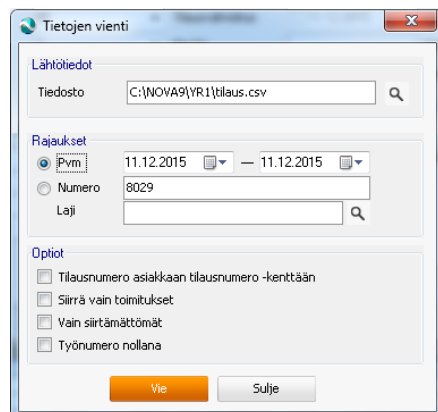 Tietojen vienti
Lähtötiedot
Tiedosto C:\NOVA9\YR1\tilaus.csv
Rajaukset
Pvm 11.12.2015 — 11.12.2015
Numero 8029
Laji
Optiot
Tilausnumero asiakkaan tilausnumero -kenttään
Siirrä vain toimitukset
Vain siirtämättömät
Työnumero nollana
Vie Sulje